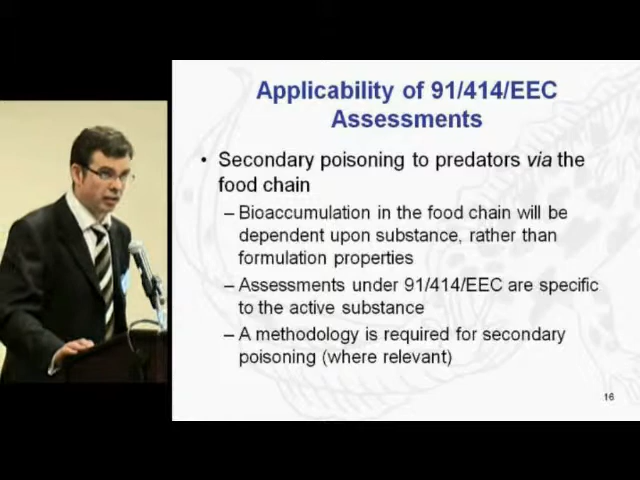 Applicability of 91/414/EEC
Assessments
• Secondary poisoning to predators via the
food chain
– Bioaccumulation in the food chain will be
dependent upon substance, rather than
formulation properties
– Assessments under 91/414/EEC are specific
to the active substance
– A methodology is required for secondary
poisoning (where relevant)
16